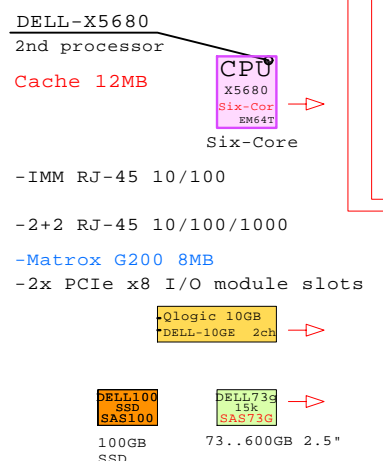 DELL-X5680
2nd processor
Cache 12MB
CPU
X5680
Six-Cor
EM64T
Six-Core
-IMM RJ-45 10/100
-2+2 RJ-45 10/100/1000
-Matrox G200 8MB
-2x PCIe x8 I/O module slots
Qlogic 10GB
DELL-10GE 2ch
DELL100
SSD
SAS100
DELL73g
15k
SAS73G
100GB
SSD
73..600GB 2.5"